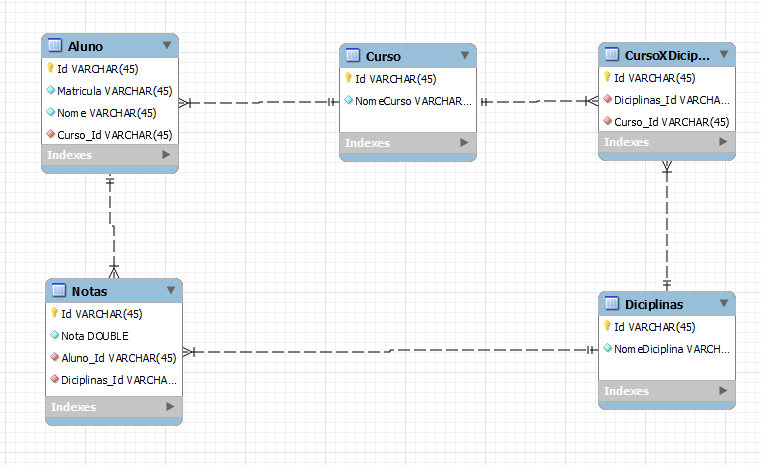 Aluno
Id VARCHAR(45)
Matricula VARCHAR(45)
Nome VARCHAR(45)
Curso_Id VARCHAR(45)
Indexes
Curso
Id VARCHAR(45)
NomeCurso VARCHAR...
Indexes
CursoXDicip...
Id VARCHAR(45)
Diciplinas_Id VARCHA...
Curso_Id VARCHAR(45)
Indexes
Notas
Id VARCHAR(45)
Nota DOUBLE
Aluno_Id VARCHAR(45)
Diciplinas_Id VARCHA...
Indexes
Diciplinas
Id VARCHAR(45)
NomeDiciplina VARCH...
Indexes